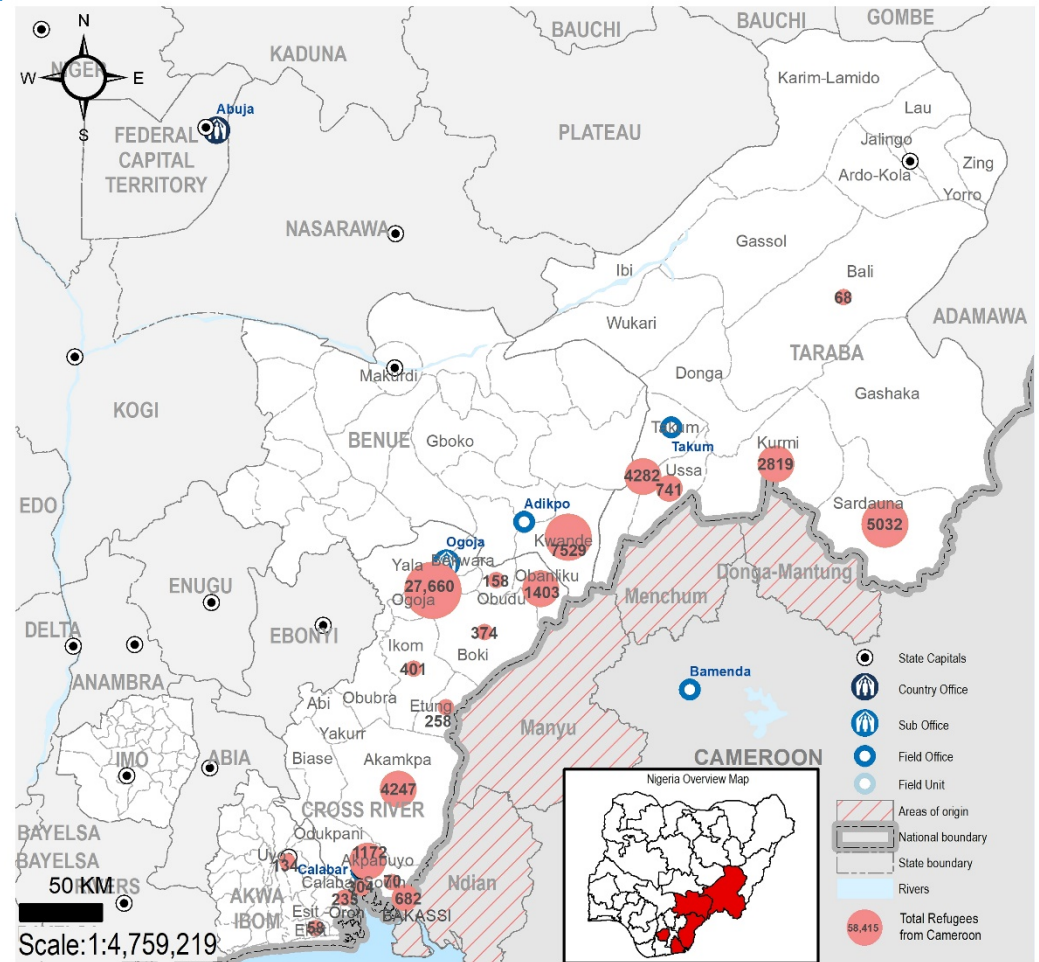 BAUCHI
BAUCHI
GOMBE
N
W
E
S
NIGER
KADUNA
Karim-Lamido
Abuja
Lau
FEDERAL
CAPITAL
TERRITORY
PLATEAU
Jalingo
Ardo-Kola
Zing
Yorro
NASARAWA
Gassol
Ibi
Bali
68
Wukari
ADAMAWA
TARABA
Donga
Makurdi
Gashaka
KOGI
BENUE
Gboko
Takum
Takum
Kurmi
2819
Ussa
4282
741
EDO
Adikpo
Sardauna
5032
Kwande
7529
Ogoja
Yala
27,660
Ogoja
158
Obudu
Obanliku
1403
Donga-Mantung
Menchum
ENUGU
DELTA
EBONYI
374
Ikom
Boki
401
ANAMBRA
Abi
Obubra
Etung
258
Bamenda
Manyu
Yakurr
Biase
Akamkpa
4247
CAMEROON
IMO
ABIA
CROSS RIVER
Odukpani
1172
Akpabuyo
BAYELSA
BAYELSA
RIVERS
Uyo
134
Calabar
70
235
682
BAKASSI
AKWA
IBOM
Esit
Oron
58
Ndian
50 KM
Scale:1:4,759,219
State Capitals
Country Office
Sub Office
Field Office
Field Unit
Areas of origin
National boundary
State boundary
Rivers
58,415
Total Refugees
from Cameroon
Nigeria Overview Map